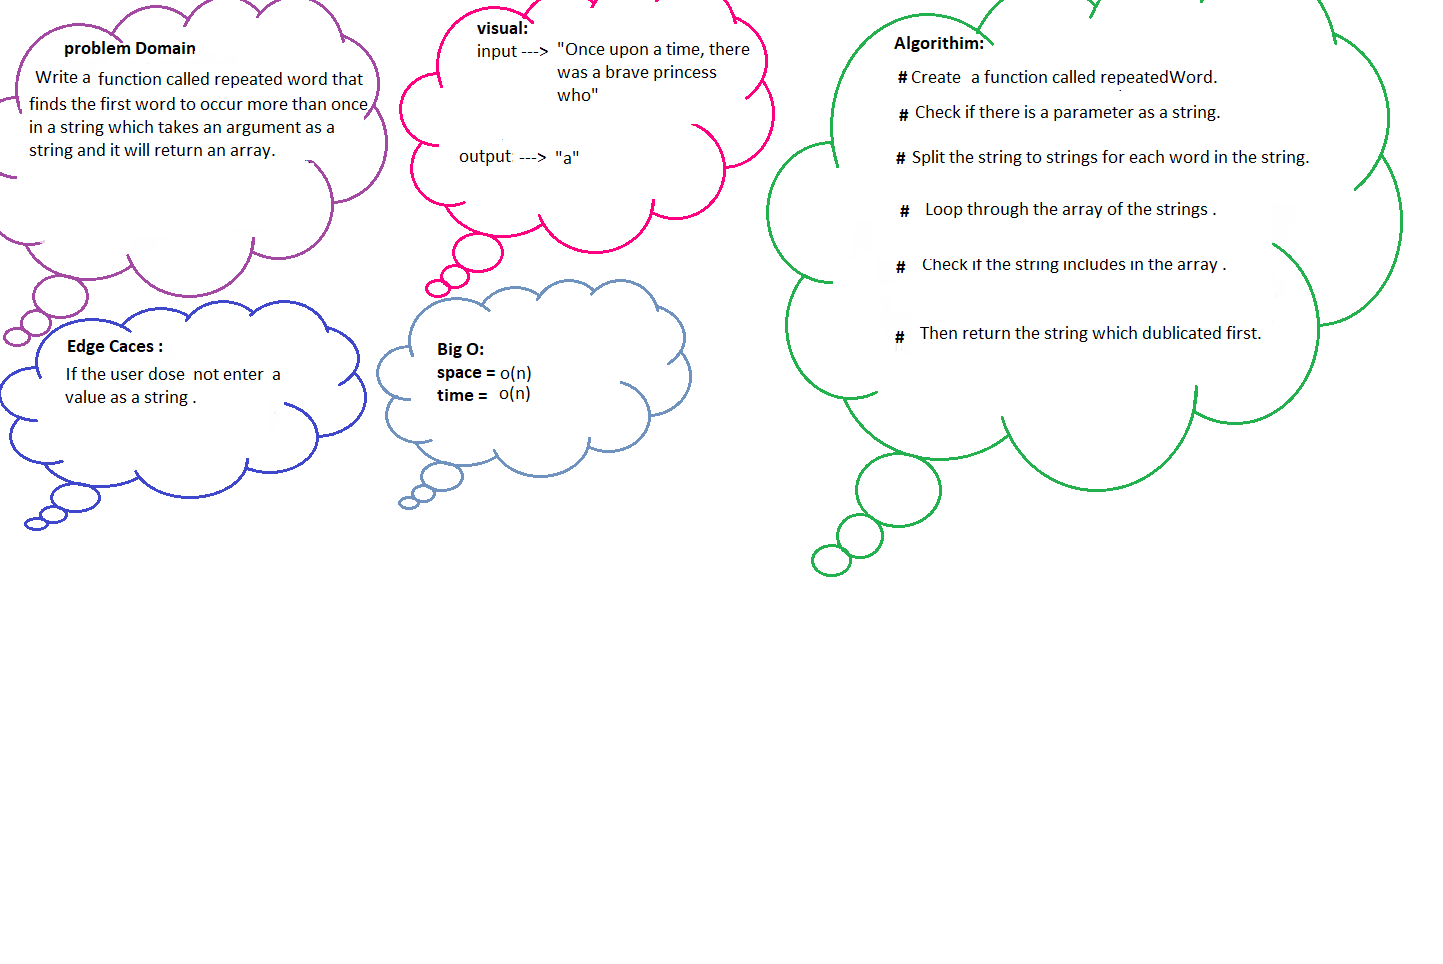 problem Domain
Write a function called repeated word that
finds the first word to occur more than once
in a string which takes an argument as a
string and it will return an array.
visual:
input ---> "Once upon a time, there
was a brave princess
who"
output ---> "a"
Algorithim:
# Create a function called repeatedWord.
# Check if there is a parameter as a string.
# Split the string to strings for each word in the string.
# Loop through the array of the strings .
# Check if the string includes in the array .
# Then return the string which dublicated first.
Edge Caces :
If the user dose not enter a
value as a string .
Big O:
space = o(n)
time = o(n)